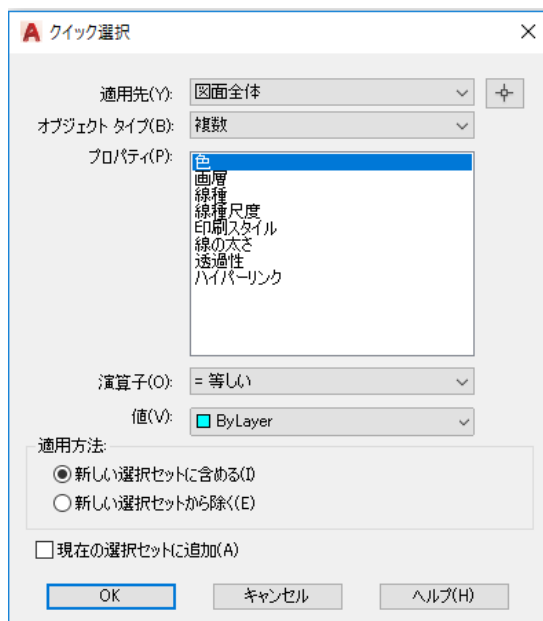 クイック選択
適用先(Y): 図面全体
オブジェクト タイプ(B): 複数
プロパティ(P): 色
画層
線種
線種尺度
印刷スタイル
線の太さ
透過性
ハイパーリンク
演算子(O): = 等しい
値(V): ByLayer
適用方法:
新しい選択セットに含める(I)
新しい選択セットから除く(E)
現在の選択セットに追加(A)
OK キャンセル ヘルプ(H)